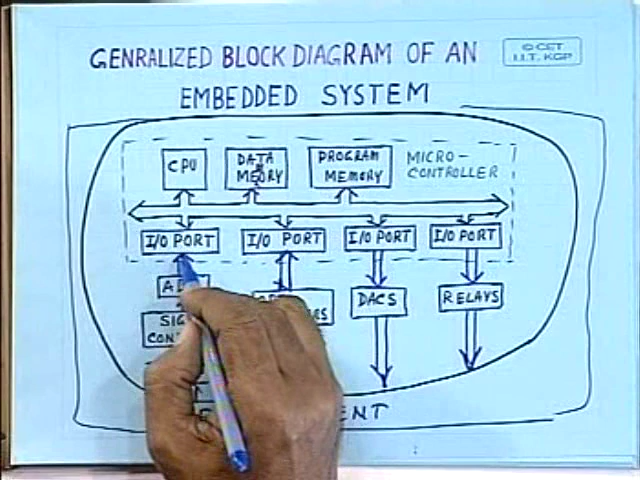 GENRALIZED BLOCK DIAGRAM OF AN
© CET
I.I.T. KGP
EMBEDDED SYSTEM
CPU
DATA
MEMORY
PROGRAM
MEMORY
MICRO-
CONTROLLER
I/O PORT
I/O PORT
I/O PORT
I/O PORT
DACS
RELAYS